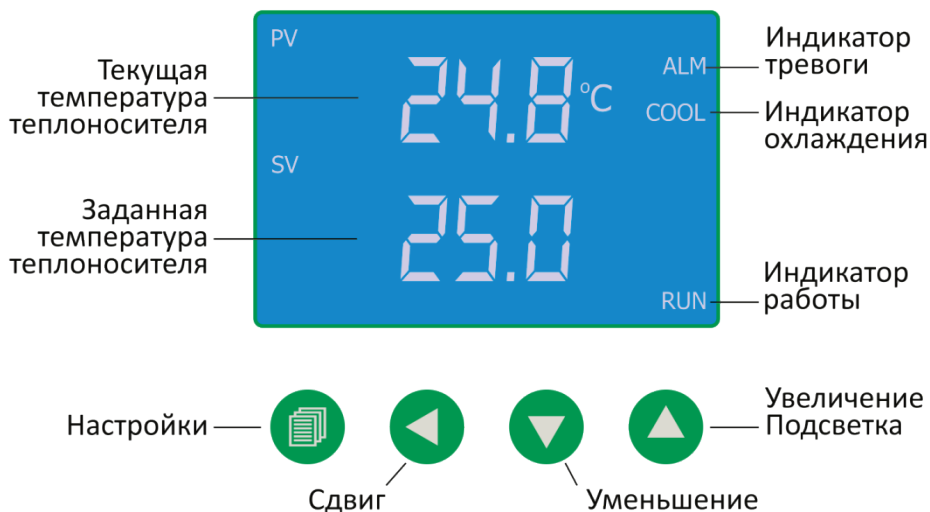 PV
Текущая
температура
теплоносителя
24.8 °C
ALM
Индикатор
тревоги
COOL
Индикатор
охлаждения
SV
Заданная
температура
теплоносителя
25.0
RUN
Индикатор
работы
Настройки
Сдвиг
Уменьшение
Увеличение
Подсветка